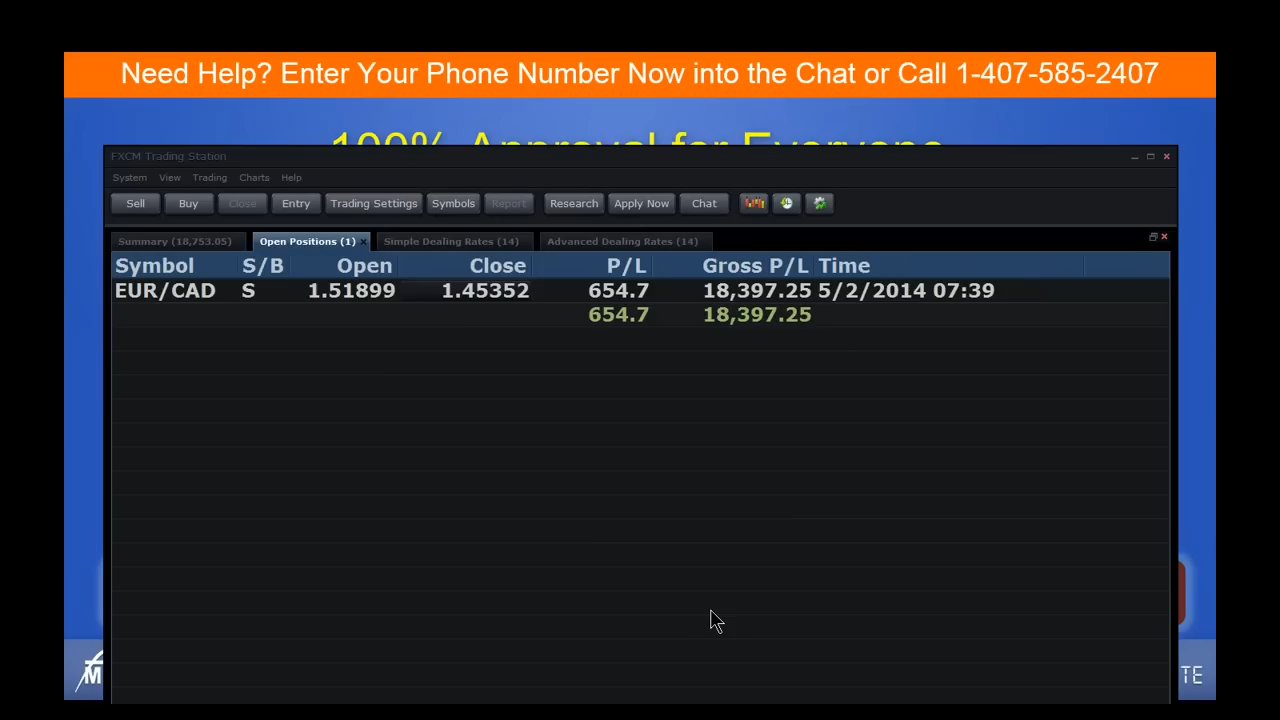 Need Help? Enter Your Phone Number Now into the Chat or Call 1-407-585-2407
100% Approval for Everyone
FXCM Trading Station
System View Trading Charts Help
Sell Buy Close Entry Trading Settings Symbols Report Research Apply Now Chat
Summary (18,753.05) Open Positions (1) Simple Dealing Rates (14) Advanced Dealing Rates (14)
Symbol S/B Open Close P/L Gross P/L Time
EUR/CAD S 1.51899 1.45352 654.7 18,397.25 5/2/2014 07:39
654.7 18,397.25
M
TE